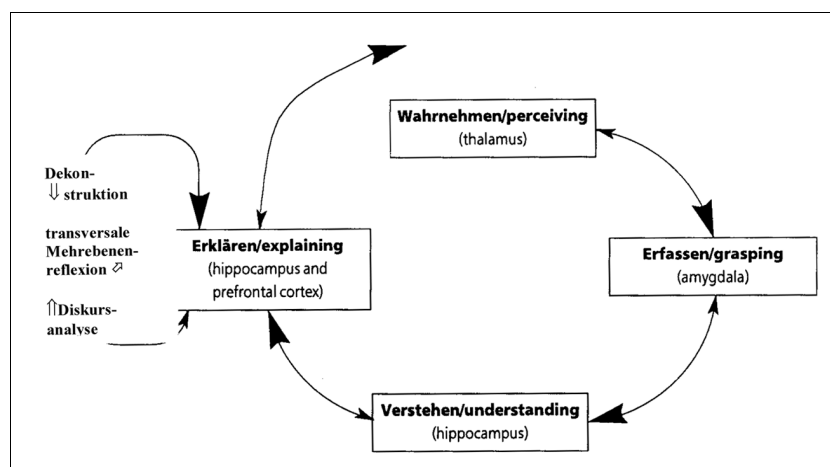 Wahrnehmen/perceiving
(thalamus)
Dekon-
⇓ struktion
transversale
Mehrebenen-
reflexion ⬀
⇑Diskurs-
analyse
Erklären/explaining
(hippocampus and
prefrontal cortex)
Erfassen/grasping
(amygdala)
Verstehen/understanding
(hippocampus)